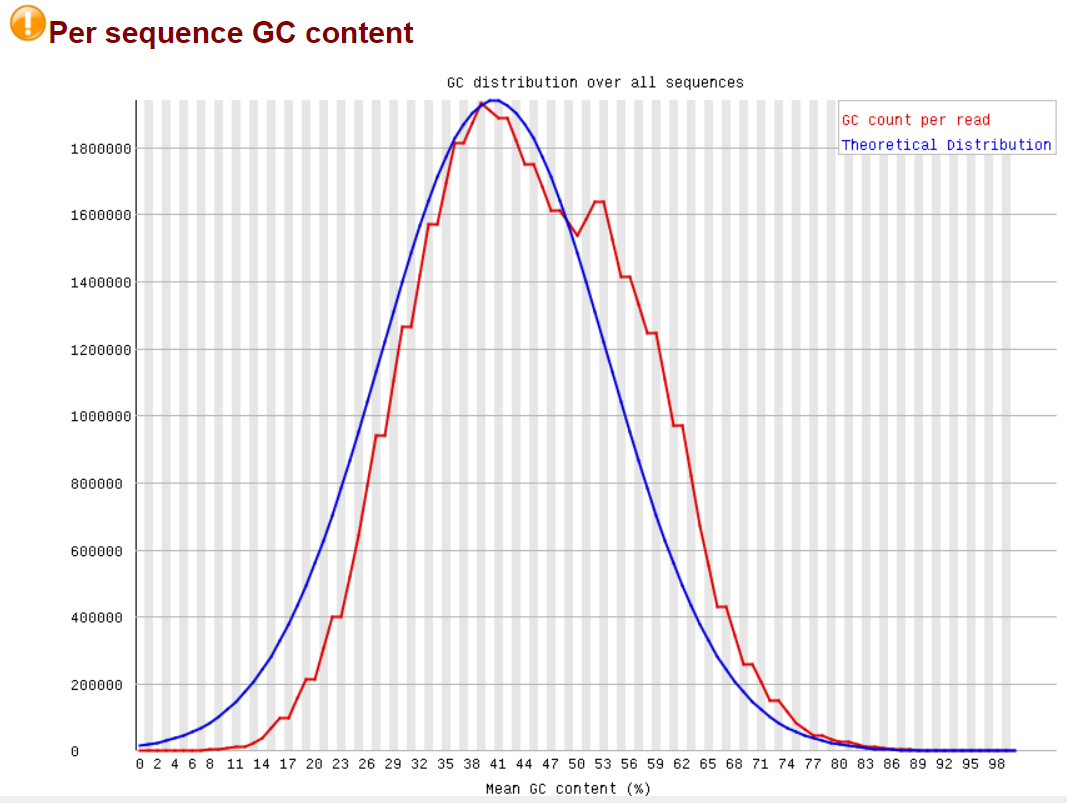 !
Per sequence GC content
GC distribution over all sequences
GC count per read
Theoretical Distribution
1800000
1600000
1400000
1200000
1000000
800000
600000
400000
200000
0
0 2 4 6 8 11 14 17 20 23 26 29 32 35 38 41 44 47 50 53 56 59 62 65 68 71 74 77 80 83 86 89 92 95 98
Mean GC content (%)